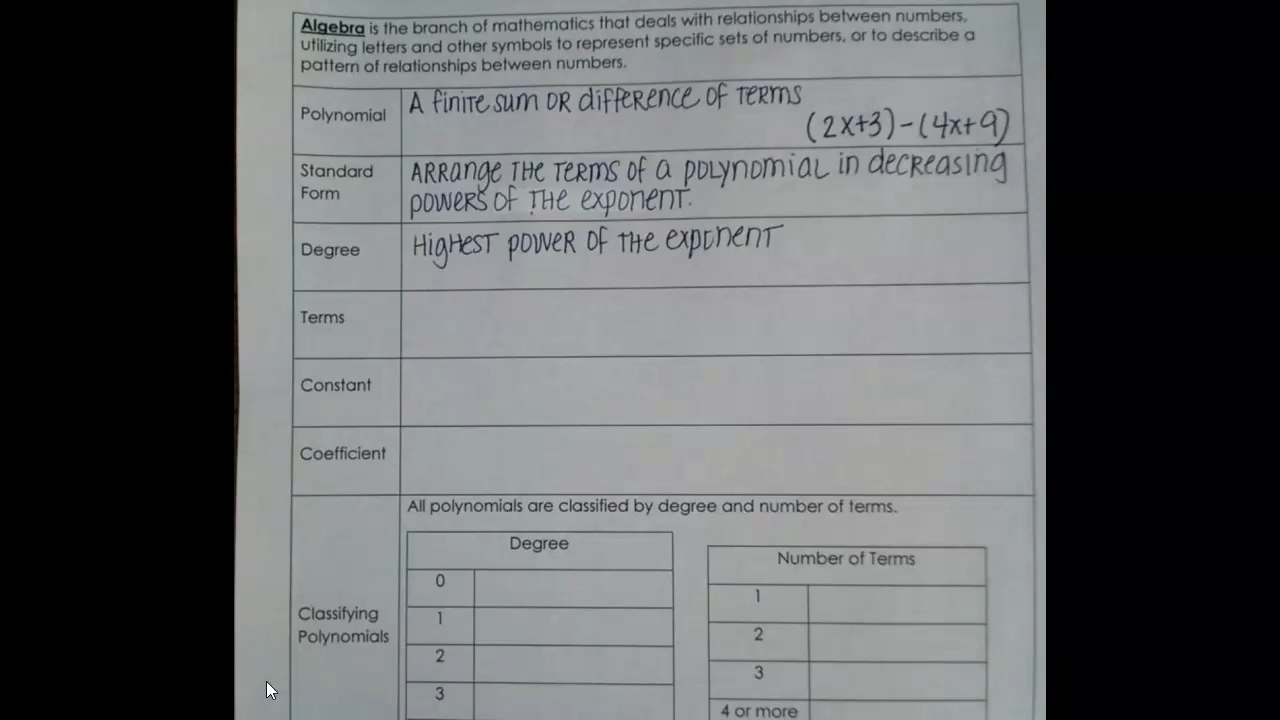 Algebra is the branch of mathematics that deals with relationships between numbers,
utilizing letters and other symbols to represent specific sets of numbers, or to describe a
pattern of relationships between numbers.
Polynomial
A finite sum OR difference of terms
(2x+3)-(4x+9)
Standard
Form
Arrange the terms of a polynomial in decreasing
powers of the exponent.
Degree
Highest power of the exponent
Terms
Constant
Coefficient
Classifying
Polynomials
All polynomials are classified by degree and number of terms.
Degree
0
1
2
3
Number of Terms
1
2
3
4 or more